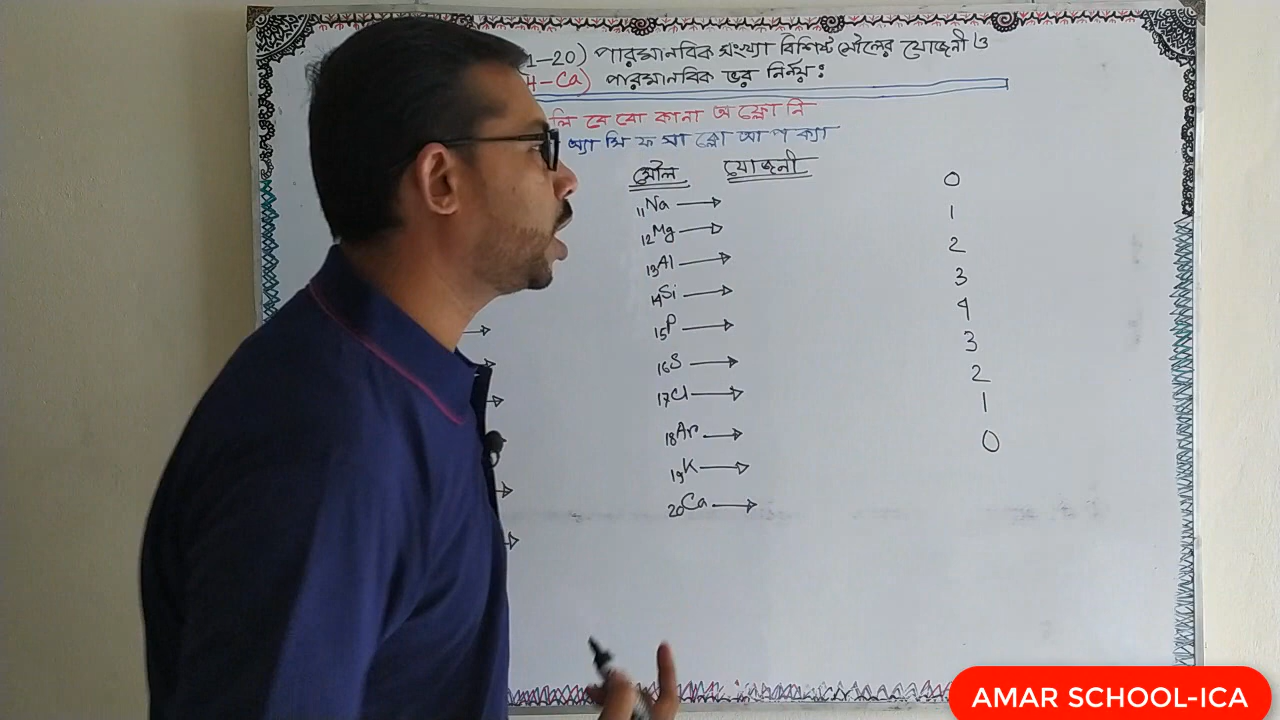 1-20) পারমানবিক সংখ্যা বিশিষ্ট মৌলের যোজনী ও
-Ca) পারমানবিক ভর নির্নয়ঃ
লি বে বো কানা অ ফ্লো নি
অ্যা সি ফ সা ক্লো আ প ক্যা
মৌল যোজনী
0
11Na →
1
12Mg →
2
13Al →
3
14Si →
4
15P →
3
16S →
2
17Cl →
1
18Ar →
0
19K →
20Ca →
AMAR SCHOOL-ICA